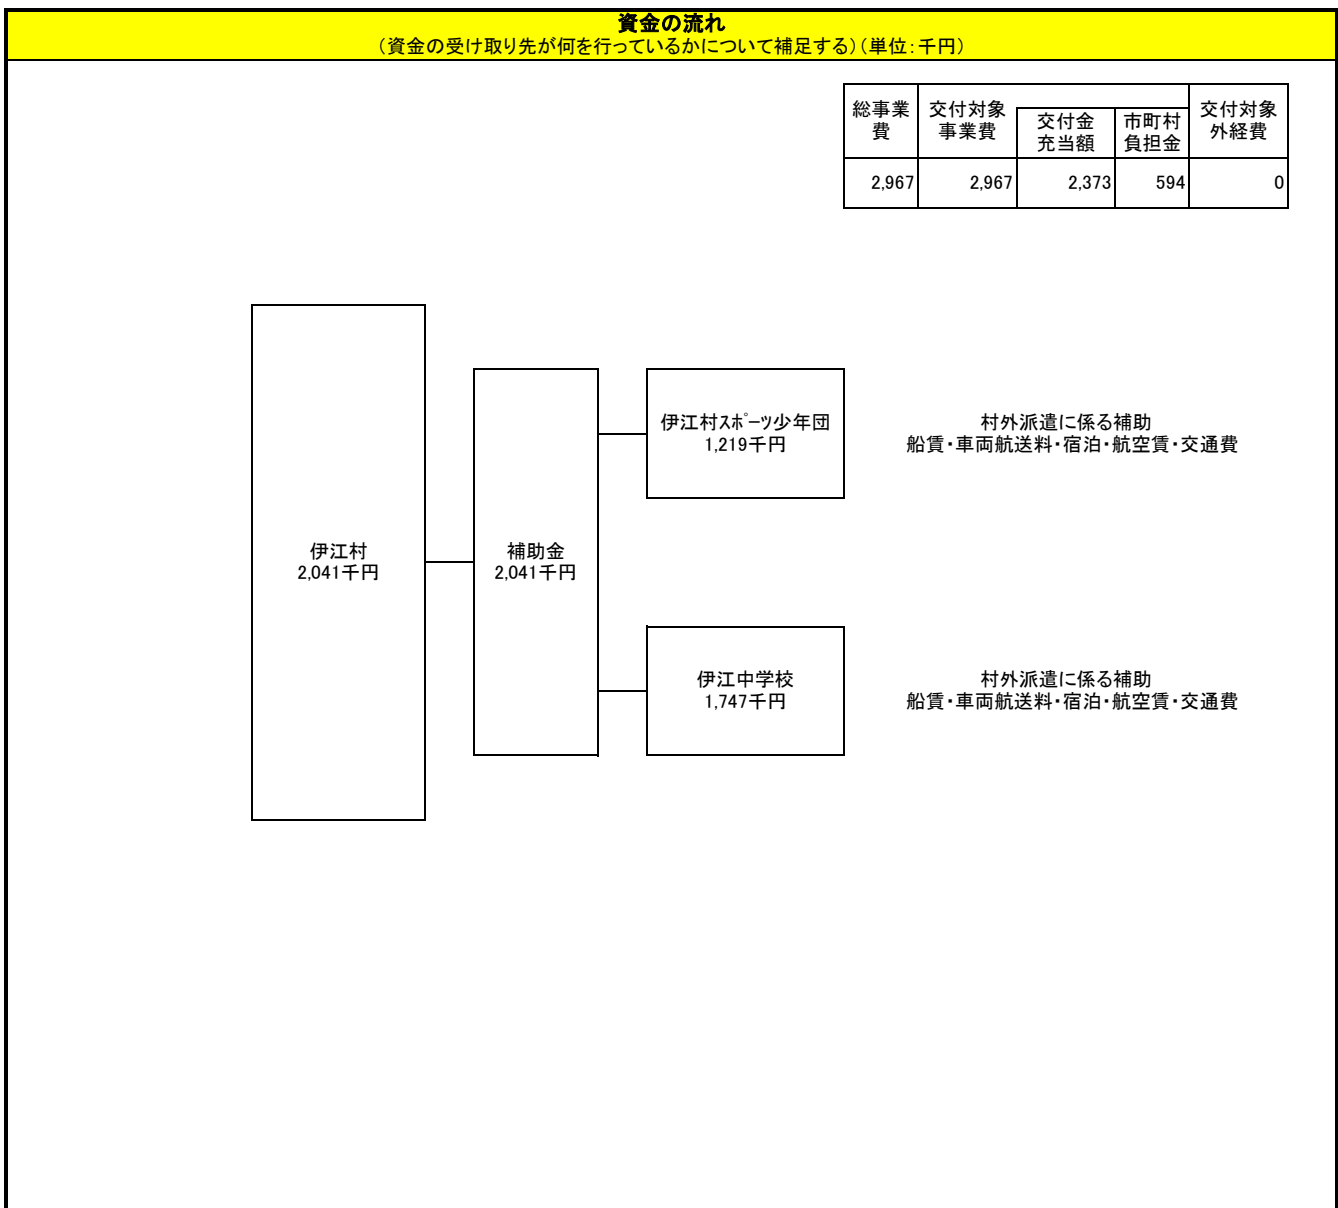 資金の流れ
（資金の受け取り先が何を行っているかについて補足する）（単位：千円）
総事業
費
交付対象
事業費
交付金
充当額
市町村
負担金
交付対象
外経費
2,967 2,967 2,373 594 0
伊江村
2,041千円
補助金
2,041千円
伊江村ｽﾎﾟｰﾂ少年団
1,219千円
村外派遣に係る補助
船賃・車両航送料・宿泊・航空賃・交通費
伊江中学校
1,747千円
村外派遣に係る補助
船賃・車両航送料・宿泊・航空賃・交通費